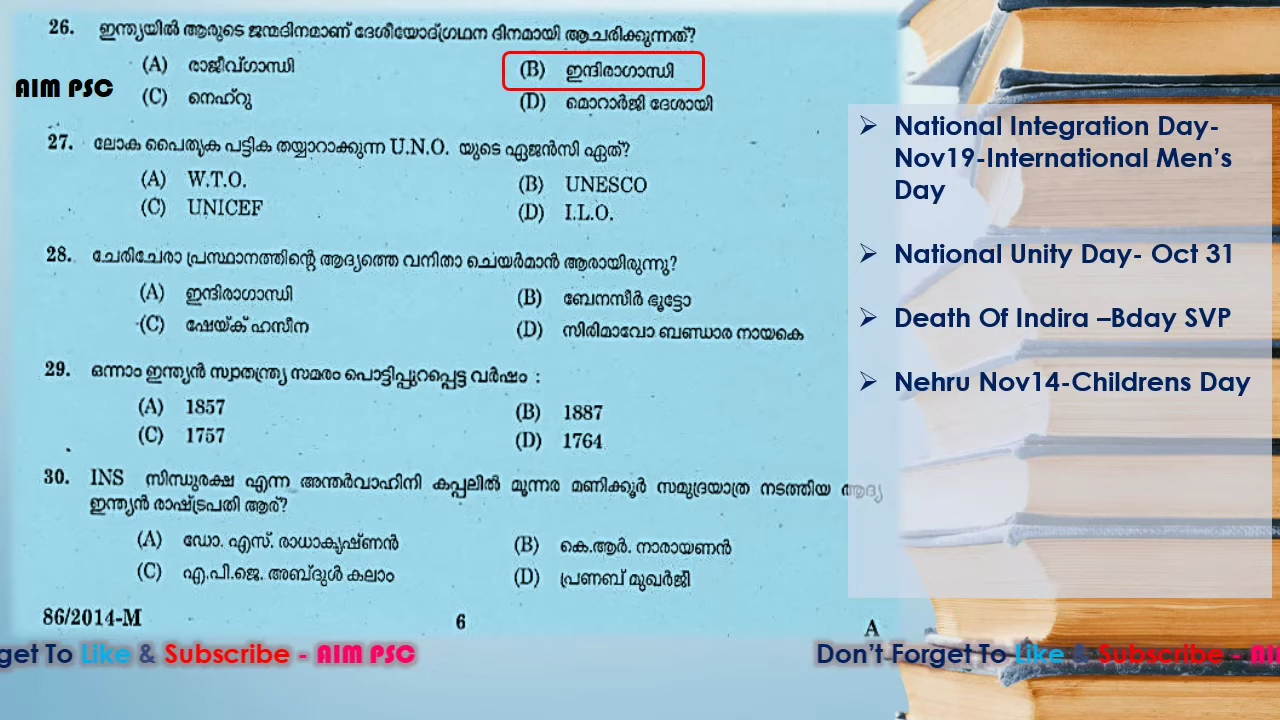 26. ഇന്ത്യയിൽ ആരുടെ ജന്മദിനമാണ് ദേശീയോദ്ഗ്രഥന ദിനമായി ആചരിക്കുന്നത്?
(A) രാജീവ്ഗാന്ധി (B) ഇന്ദിരാഗാന്ധി
AIM PSC
(C) നെഹ്റു (D) മൊറാർജി ദേശായി
27. ലോക പൈതൃക പട്ടിക തയ്യാറാക്കുന്ന U.N.O. യുടെ ഏജൻസി ഏത്?
(A) W.T.O. (B) UNESCO
(C) UNICEF (D) I.L.O.
28. ചേരിചേരാ പ്രസ്ഥാനത്തിന്റെ ആദ്യത്തെ വനിതാ ചെയർമാൻ ആരായിരുന്നു?
(A) ഇന്ദിരാഗാന്ധി (B) ബേനസീർ ഭൂട്ടോ
(C) ഷേയ്ക് ഹസീന (D) സിരിമാവോ ബണ്ഡാര നായകെ
29. ഒന്നാം ഇന്ത്യൻ സ്വാതന്ത്ര്യ സമരം പൊട്ടിപ്പുറപ്പെട്ട വർഷം :
(A) 1857 (B) 1887
(C) 1757 (D) 1764
30. INS സിന്ധുരക്ഷ എന്ന അന്തർവാഹിനി കപ്പലിൽ മൂന്നര മണിക്കൂർ സമുദ്രയാത്ര നടത്തിയ ആദ്യ
ഇന്ത്യൻ രാഷ്ട്രപതി ആര്?
(A) ഡോ. എസ്. രാധാകൃഷ്ണൻ (B) കെ.ആർ. നാരായണൻ
(C) എ.പി.ജെ. അബ്ദുൾ കലാം (D) പ്രണബ് മുഖർജീ
86/2014-M 6 A
➢ National Integration Day-
Nov19-International Men’s
Day
➢ National Unity Day- Oct 31
➢ Death Of Indira –Bday SVP
➢ Nehru Nov14-Childrens Day
get To Like & Subscribe - AIM PSC
Don’t Forget To Like & Subscribe - AI